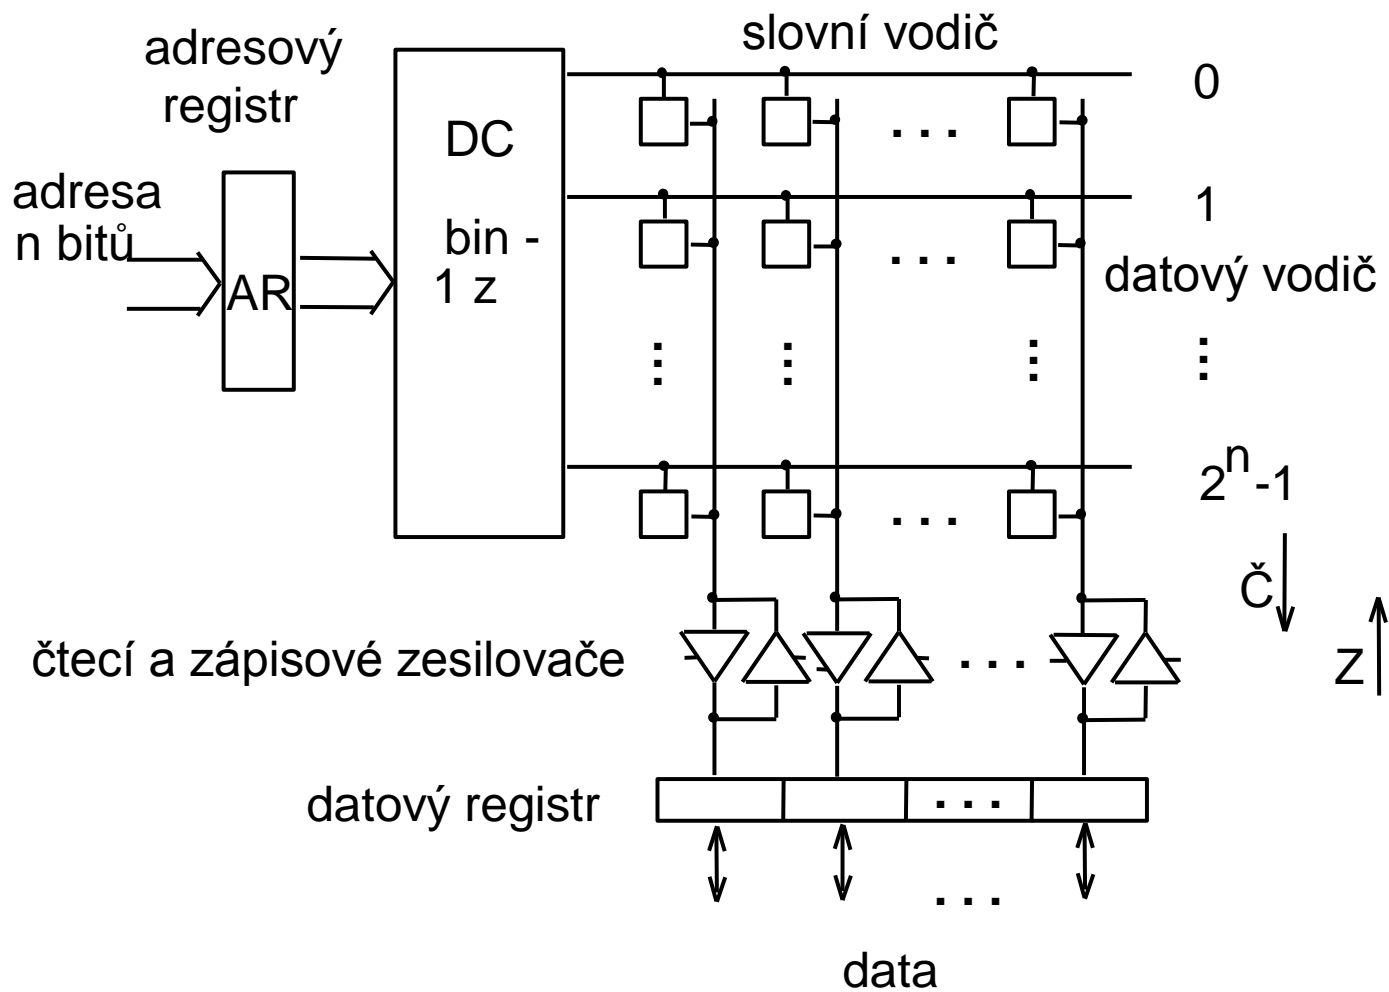 slovní vodič
adresový
registr
0
DC
adresa
n bitů
1
bin -
1 z
AR
datový vodič
. . .
. . .
2ⁿ-1
. . .
Č
čtecí a zápisové zesilovače
. . .
Z
datový registr
. . .
. . .
data